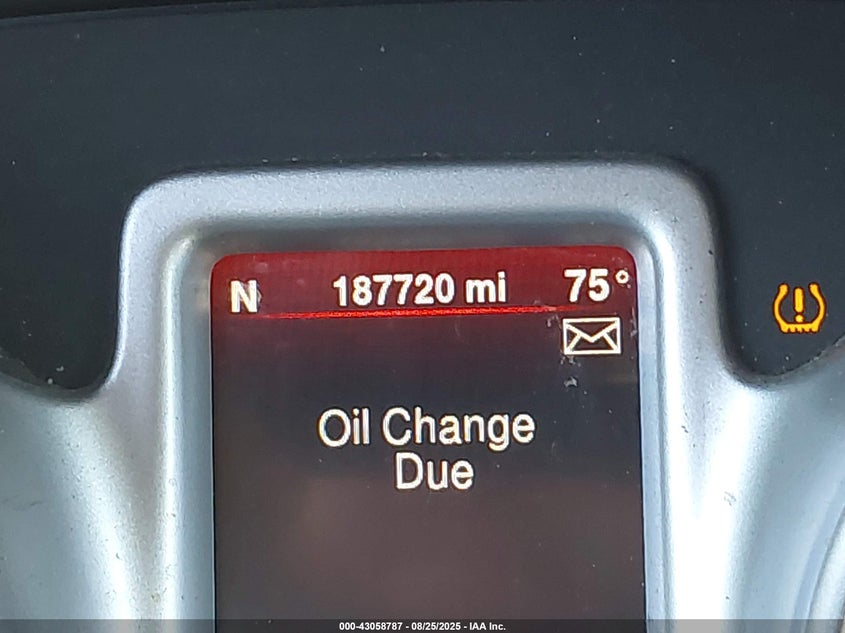 N 187720 mi 75°
Oil Change
Due
000-43058787 - 08/25/2025 - IAA Inc.